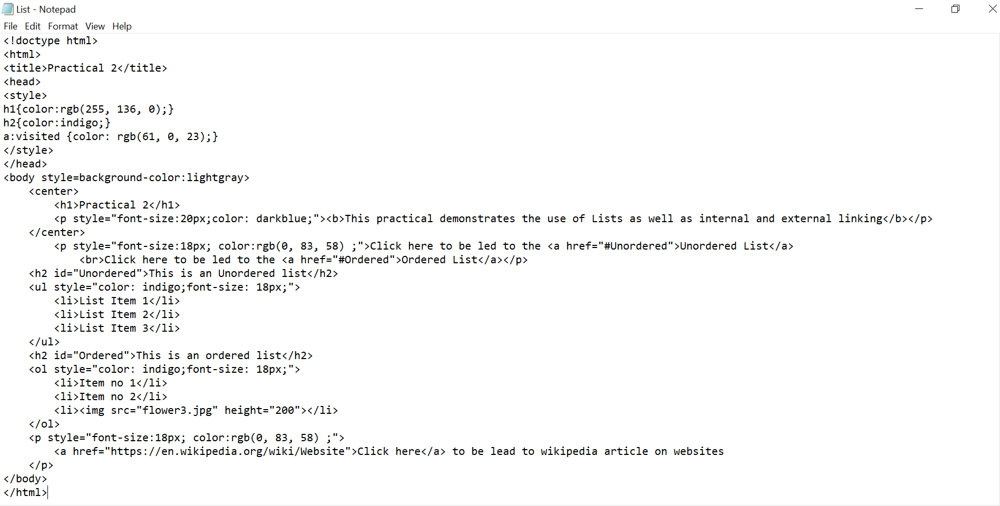 List - Notepad
File Edit Format View Help
<!doctype html>
<html>
<title>Practical 2</title>
<head>
<style>
h1{color:rgb(255, 136, 0);}
h2{color:indigo;}
a:visited {color: rgb(61, 0, 23);}
</style>
</head>
<body style=background-color:lightgray>
    <center>
        <h1>Practical 2</h1>
        <p style="font-size:20px;color: darkblue;"><b>This practical demonstrates the use of Lists as well as internal and external linking</b></p>
    </center>
        <p style="font-size:18px; color:rgb(0, 83, 58) ;">Click here to be led to the <a href="#Unordered">Unordered List</a>
            <br>Click here to be led to the <a href="#Ordered">Ordered List</a></p>
    <h2 id="Unordered">This is an Unordered list</h2>
    <ul style="color: indigo;font-size: 18px;">
        <li>List Item 1</li>
        <li>List Item 2</li>
        <li>List Item 3</li>
    </ul>
    <h2 id="Ordered">This is an ordered list</h2>
    <ol style="color: indigo;font-size: 18px;">
        <li>Item no 1</li>
        <li>Item no 2</li>
        <li><img src="flower3.jpg" height="200"></li>
    </ol>
    <p style="font-size:18px; color:rgb(0, 83, 58) ;">
        <a href="https://en.wikipedia.org/wiki/Website">Click here</a> to be lead to wikipedia article on websites
    </p>
</body>
</html>